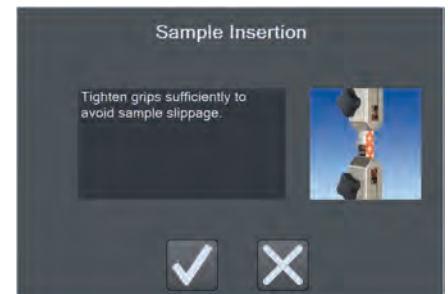 Sample Insertion
Tighten grips sufficiently to
avoid sample slippage.